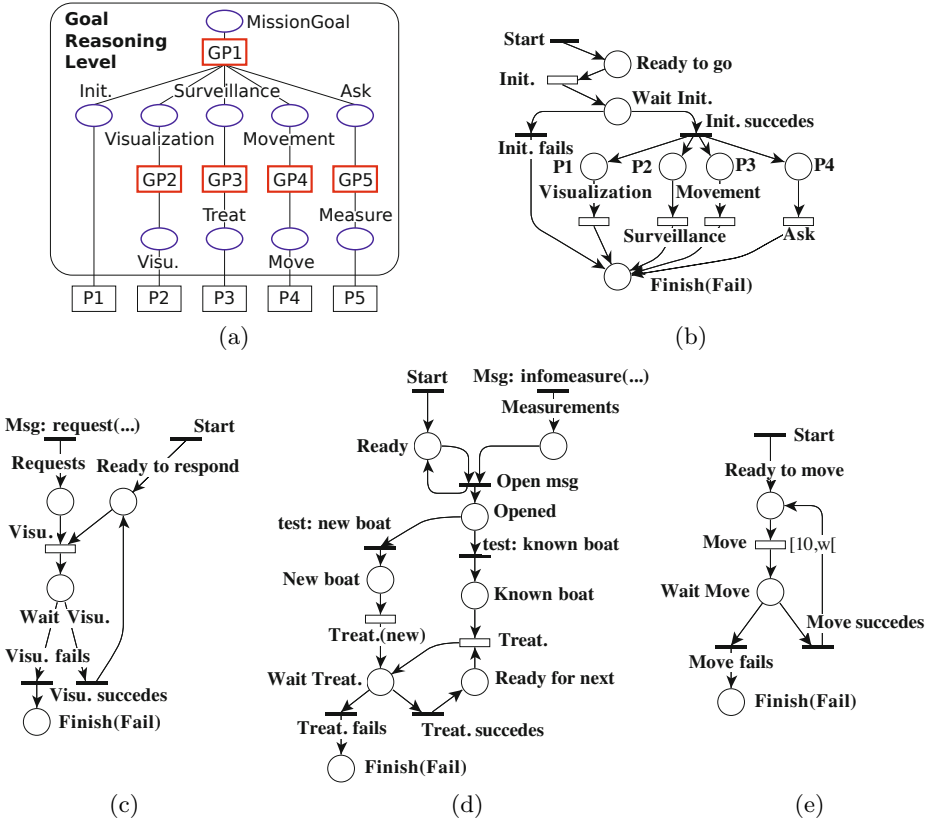 Goal
Reasoning
Level
MissionGoal
GP1
Init.
Surveillance
Ask
Visualization
Movement
GP2
GP3
GP4
GP5
Treat
Measure
Visu.
Move
P1
P2
P3
P4
P5
(a)
Start
Ready to go
Init.
Wait Init.
Init. fails
Init. succedes
P1
P2
P3
P4
Visualization
Movement
Surveillance
Ask
Finish(Fail)
(b)
Msg: request(...)
Start
Requests
Ready to respond
Visu.
Wait Visu.
Visu. fails
Visu. succedes
Finish(Fail)
(c)
Start
Msg: infomeasure(...)
Measurements
Ready
Open msg
Opened
test: new boat
test: known boat
New boat
Known boat
Treat.(new)
Treat.
Wait Treat.
Ready for next
Treat. fails
Treat. succedes
Finish(Fail)
(d)
Start
Ready to move
Move
[10,w[
Wait Move
Move succedes
Move fails
Finish(Fail)
(e)